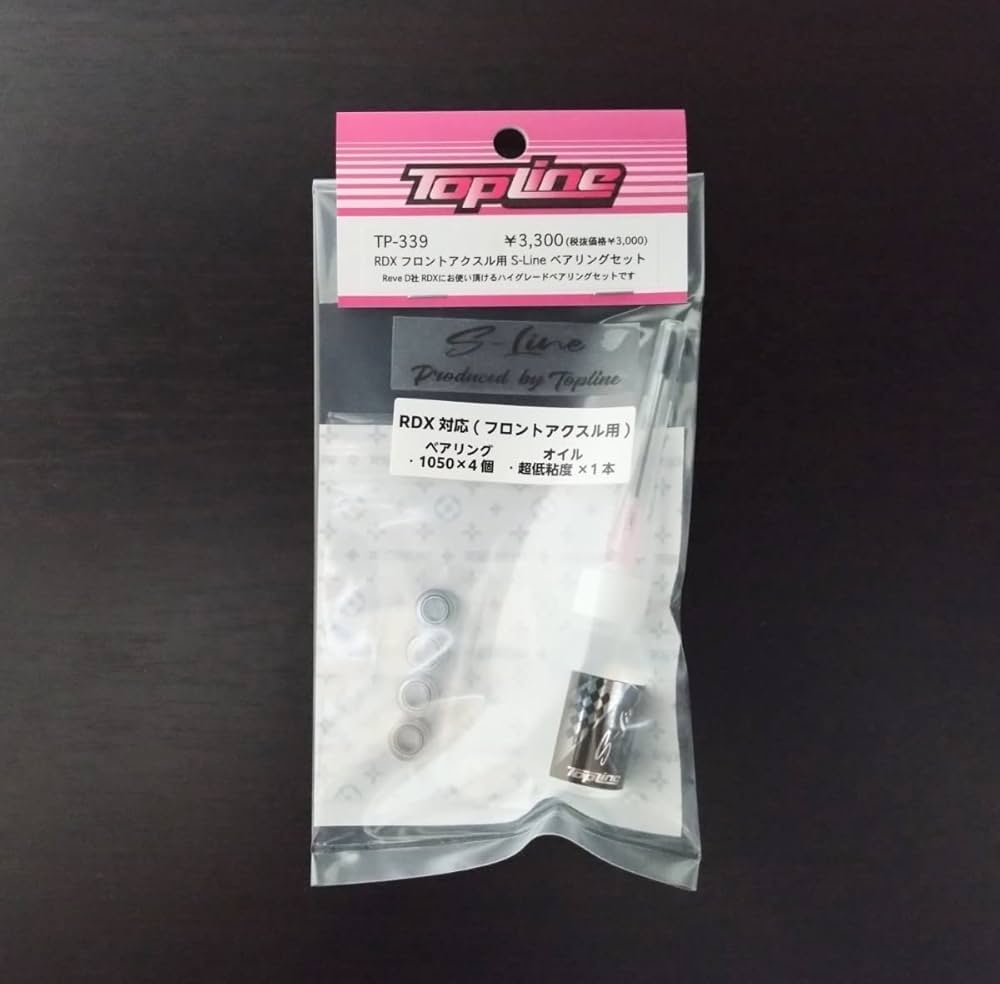 TopLine
TP-339 ￥3,300(税抜価格￥3,000)
RDX フロントアクスル用 S-Line ベアリングセット
Reve D社 RDXにお使い頂けるハイグレードベアリングセットです
S-Line
Produced by Topline
RDX 対応 ( フロントアクスル用 )
ベアリング オイル
・1050×4 個 ・超低粘度 ×1 本
TopLine